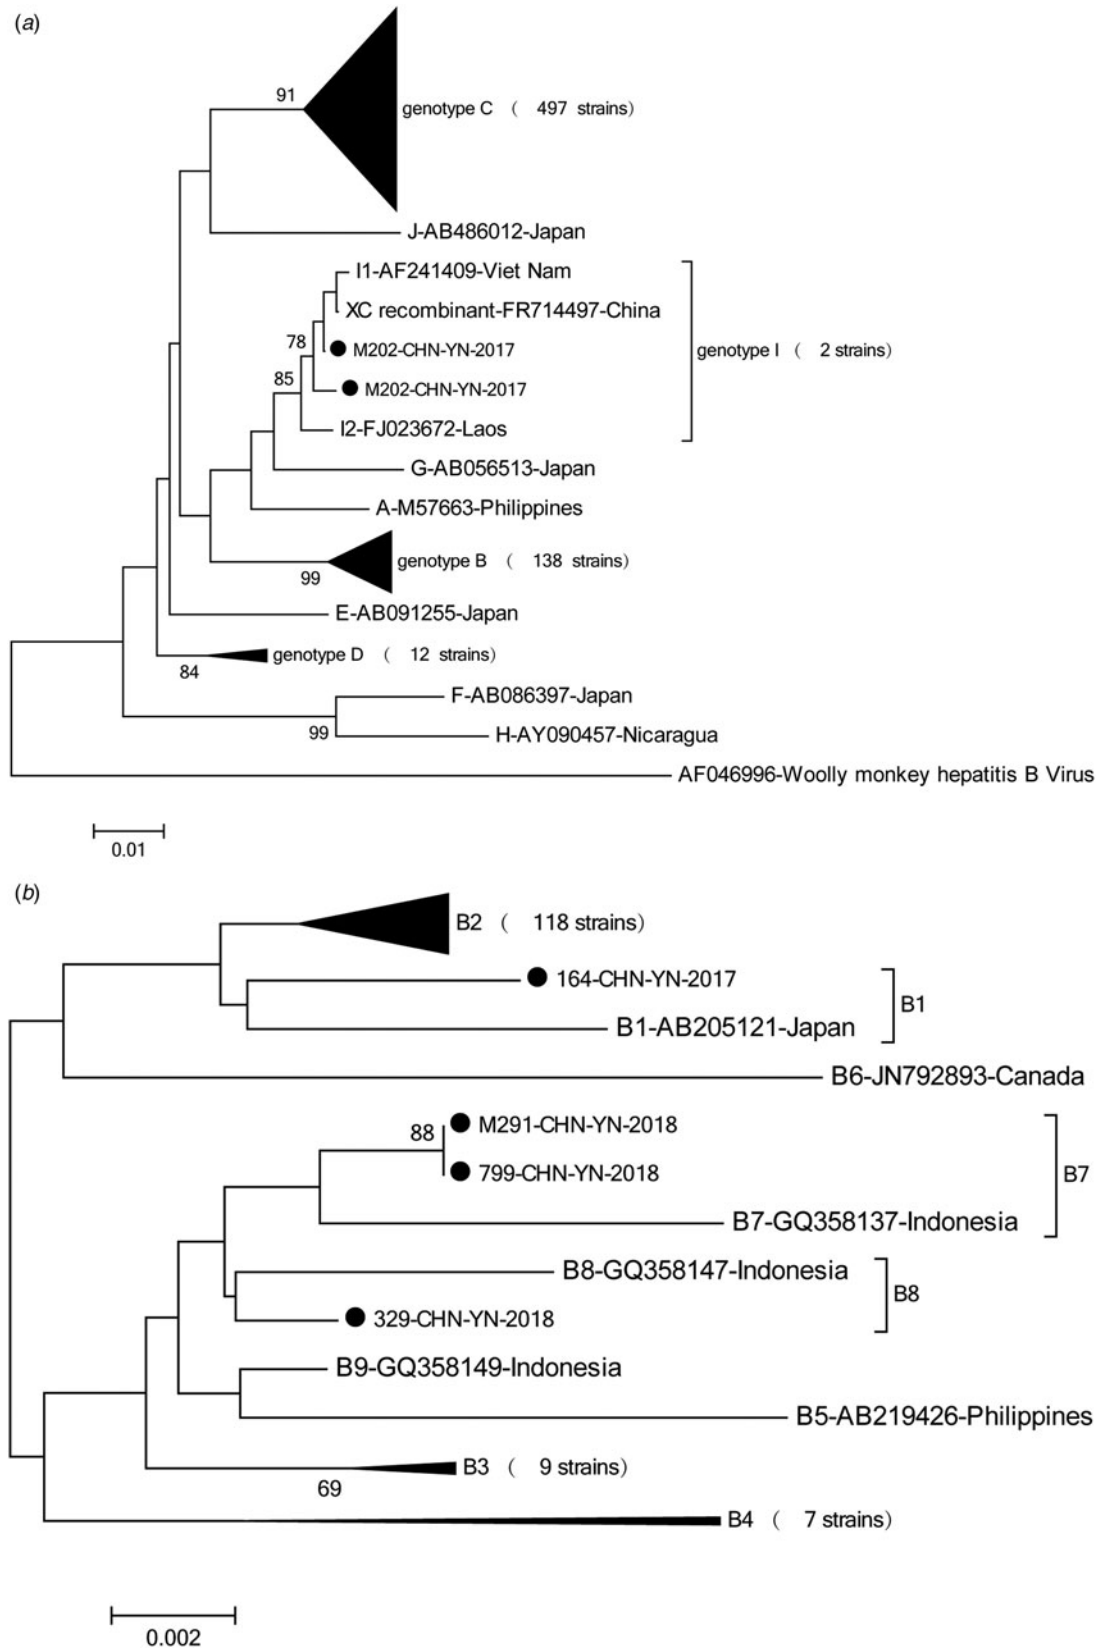 (a)
91
genotype C ( 497 strains)
J-AB486012-Japan
I1-AF241409-Viet Nam
XC recombinant-FR714497-China
78
M202-CHN-YN-2017
genotype I ( 2 strains)
85
M202-CHN-YN-2017
I2-FJ023672-Laos
G-AB056513-Japan
A-M57663-Philippines
genotype B ( 138 strains)
99
E-AB091255-Japan
genotype D ( 12 strains)
84
F-AB086397-Japan
99
H-AY090457-Nicaragua
AF046996-Woolly monkey hepatitis B Virus
0.01
(b)
B2 ( 118 strains)
164-CHN-YN-2017
B1
B1-AB205121-Japan
B6-JN792893-Canada
88
M291-CHN-YN-2018
799-CHN-YN-2018
B7
B7-GQ358137-Indonesia
B8-GQ358147-Indonesia
B8
329-CHN-YN-2018
B9-GQ358149-Indonesia
B5-AB219426-Philippines
B3 ( 9 strains)
69
B4 ( 7 strains)
0.002